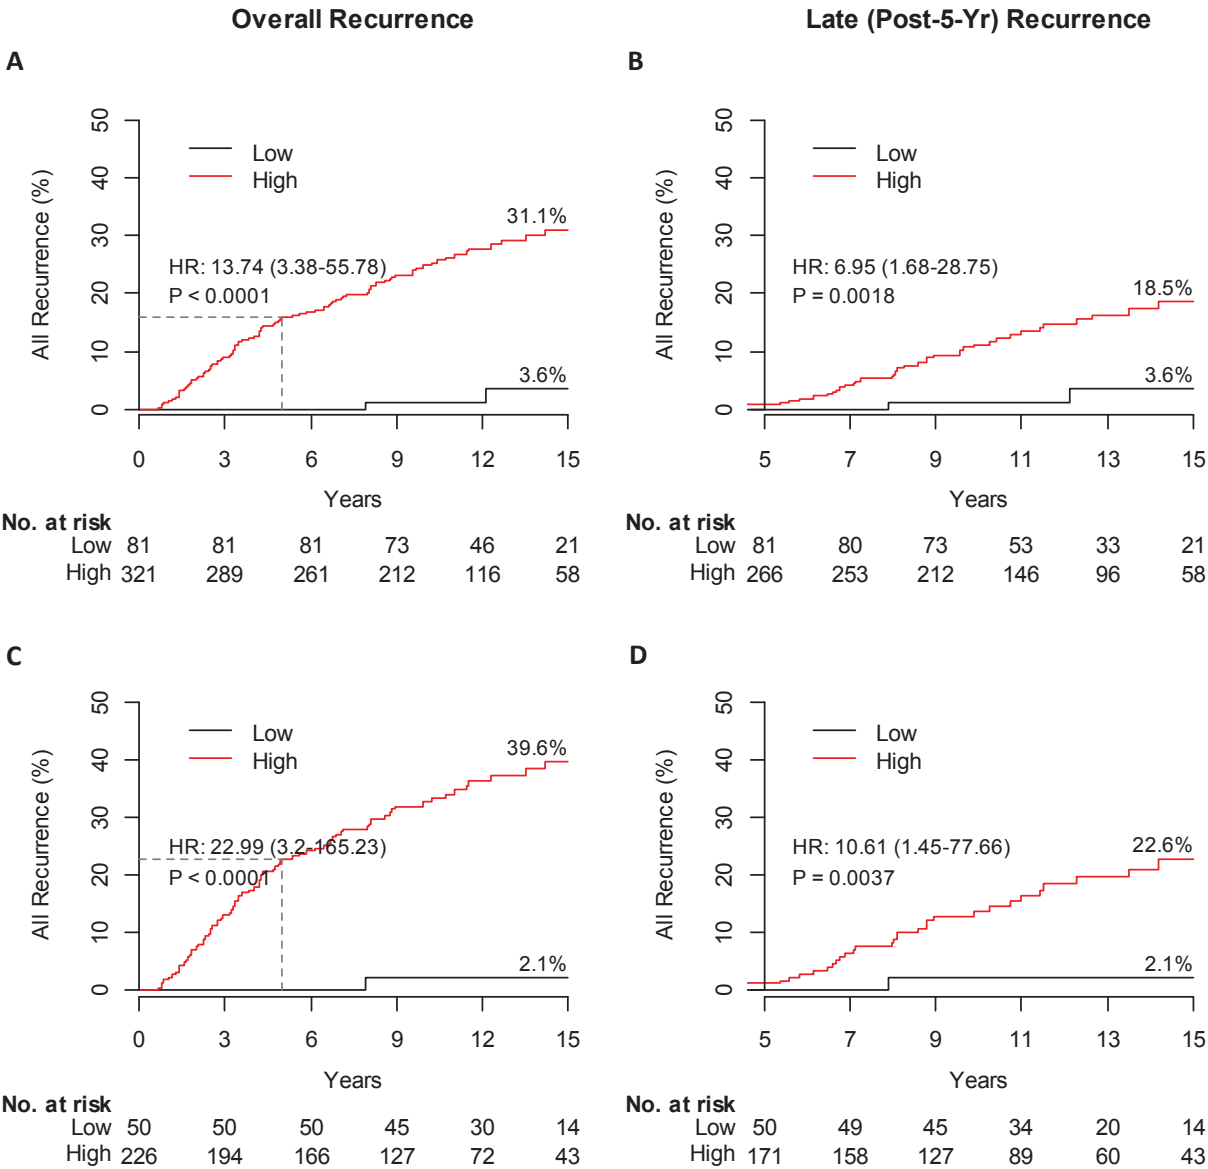 Overall Recurrence
Late (Post-5-Yr) Recurrence
A
All Recurrence (%)
50
40
30
20
10
0
Low
High
31.1%
HR: 13.74 (3.38-55.78)
P < 0.0001
3.6%
0 3 6 9 12 15
Years
No. at risk
Low 81 81 81 73 46 21
High 321 289 261 212 116 58
B
All Recurrence (%)
50
40
30
20
10
0
Low
High
HR: 6.95 (1.68-28.75)
P = 0.0018
18.5%
3.6%
5 7 9 11 13 15
Years
No. at risk
Low 81 80 73 53 33 21
High 266 253 212 146 96 58
C
All Recurrence (%)
50
40
30
20
10
0
Low
High
39.6%
HR: 22.99 (3.2-165.23)
P < 0.0001
2.1%
0 3 6 9 12 15
Years
No. at risk
Low 50 50 50 45 30 14
High 226 194 166 127 72 43
D
All Recurrence (%)
50
40
30
20
10
0
Low
High
HR: 10.61 (1.45-77.66)
P = 0.0037
22.6%
2.1%
5 7 9 11 13 15
Years
No. at risk
Low 50 49 45 34 20 14
High 171 158 127 89 60 43